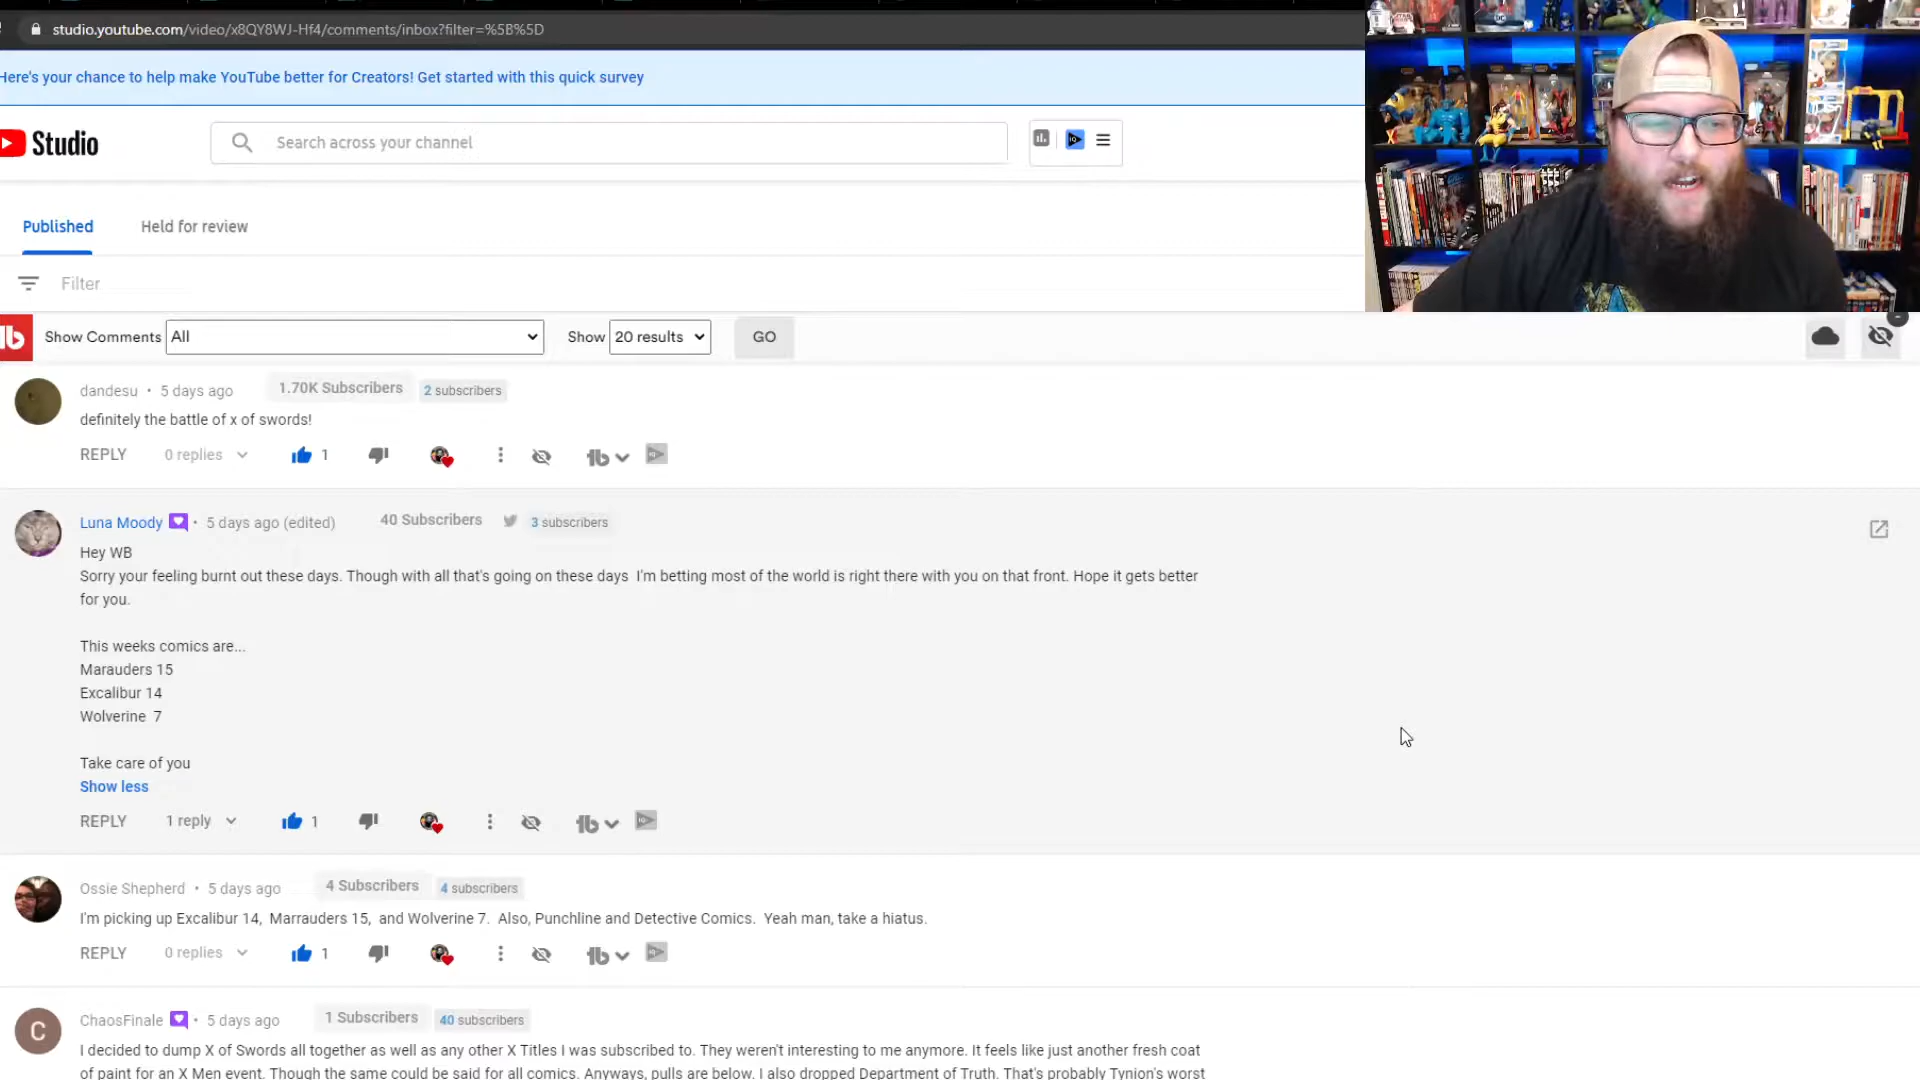 studio.youtube.com/video/x8QY8WJ-Hf4/comments/inbox?filter=%5B%5D
Here's your chance to help make YouTube better for Creators! Get started with this quick survey
Studio
Search across your channel
Published
Held for review
Filter
Show Comments
All
Show
20 results
GO
dandesu • 5 days ago
1.70K Subscribers
2 subscribers
definitely the battle of x of swords!
REPLY
0 replies
1
Luna Moody
• 5 days ago (edited)
40 Subscribers
3 subscribers
Hey WB
Sorry your feeling burnt out these days. Though with all that's going on these days  I'm betting most of the world is right there with you on that front. Hope it gets better
for you.
This weeks comics are...
Marauders 15
Excalibur 14
Wolverine  7
Take care of you
Show less
REPLY
1 reply
1
Ossie Shepherd • 5 days ago
4 Subscribers
4 subscribers
I'm picking up Excalibur 14,  Marrauders 15,  and Wolverine 7.  Also, Punchline and Detective Comics.  Yeah man, take a hiatus.
REPLY
0 replies
1
C
ChaosFinale
• 5 days ago
1 Subscribers
40 subscribers
I decided to dump X of Swords all together as well as any other X Titles I was subscribed to. They weren't interesting to me anymore. It feels like just another fresh coat
of paint for an X Men event. Though the same could be said for all comics. Anyways, pulls are below. I also dropped Department of Truth. That's probably Tynion's worst